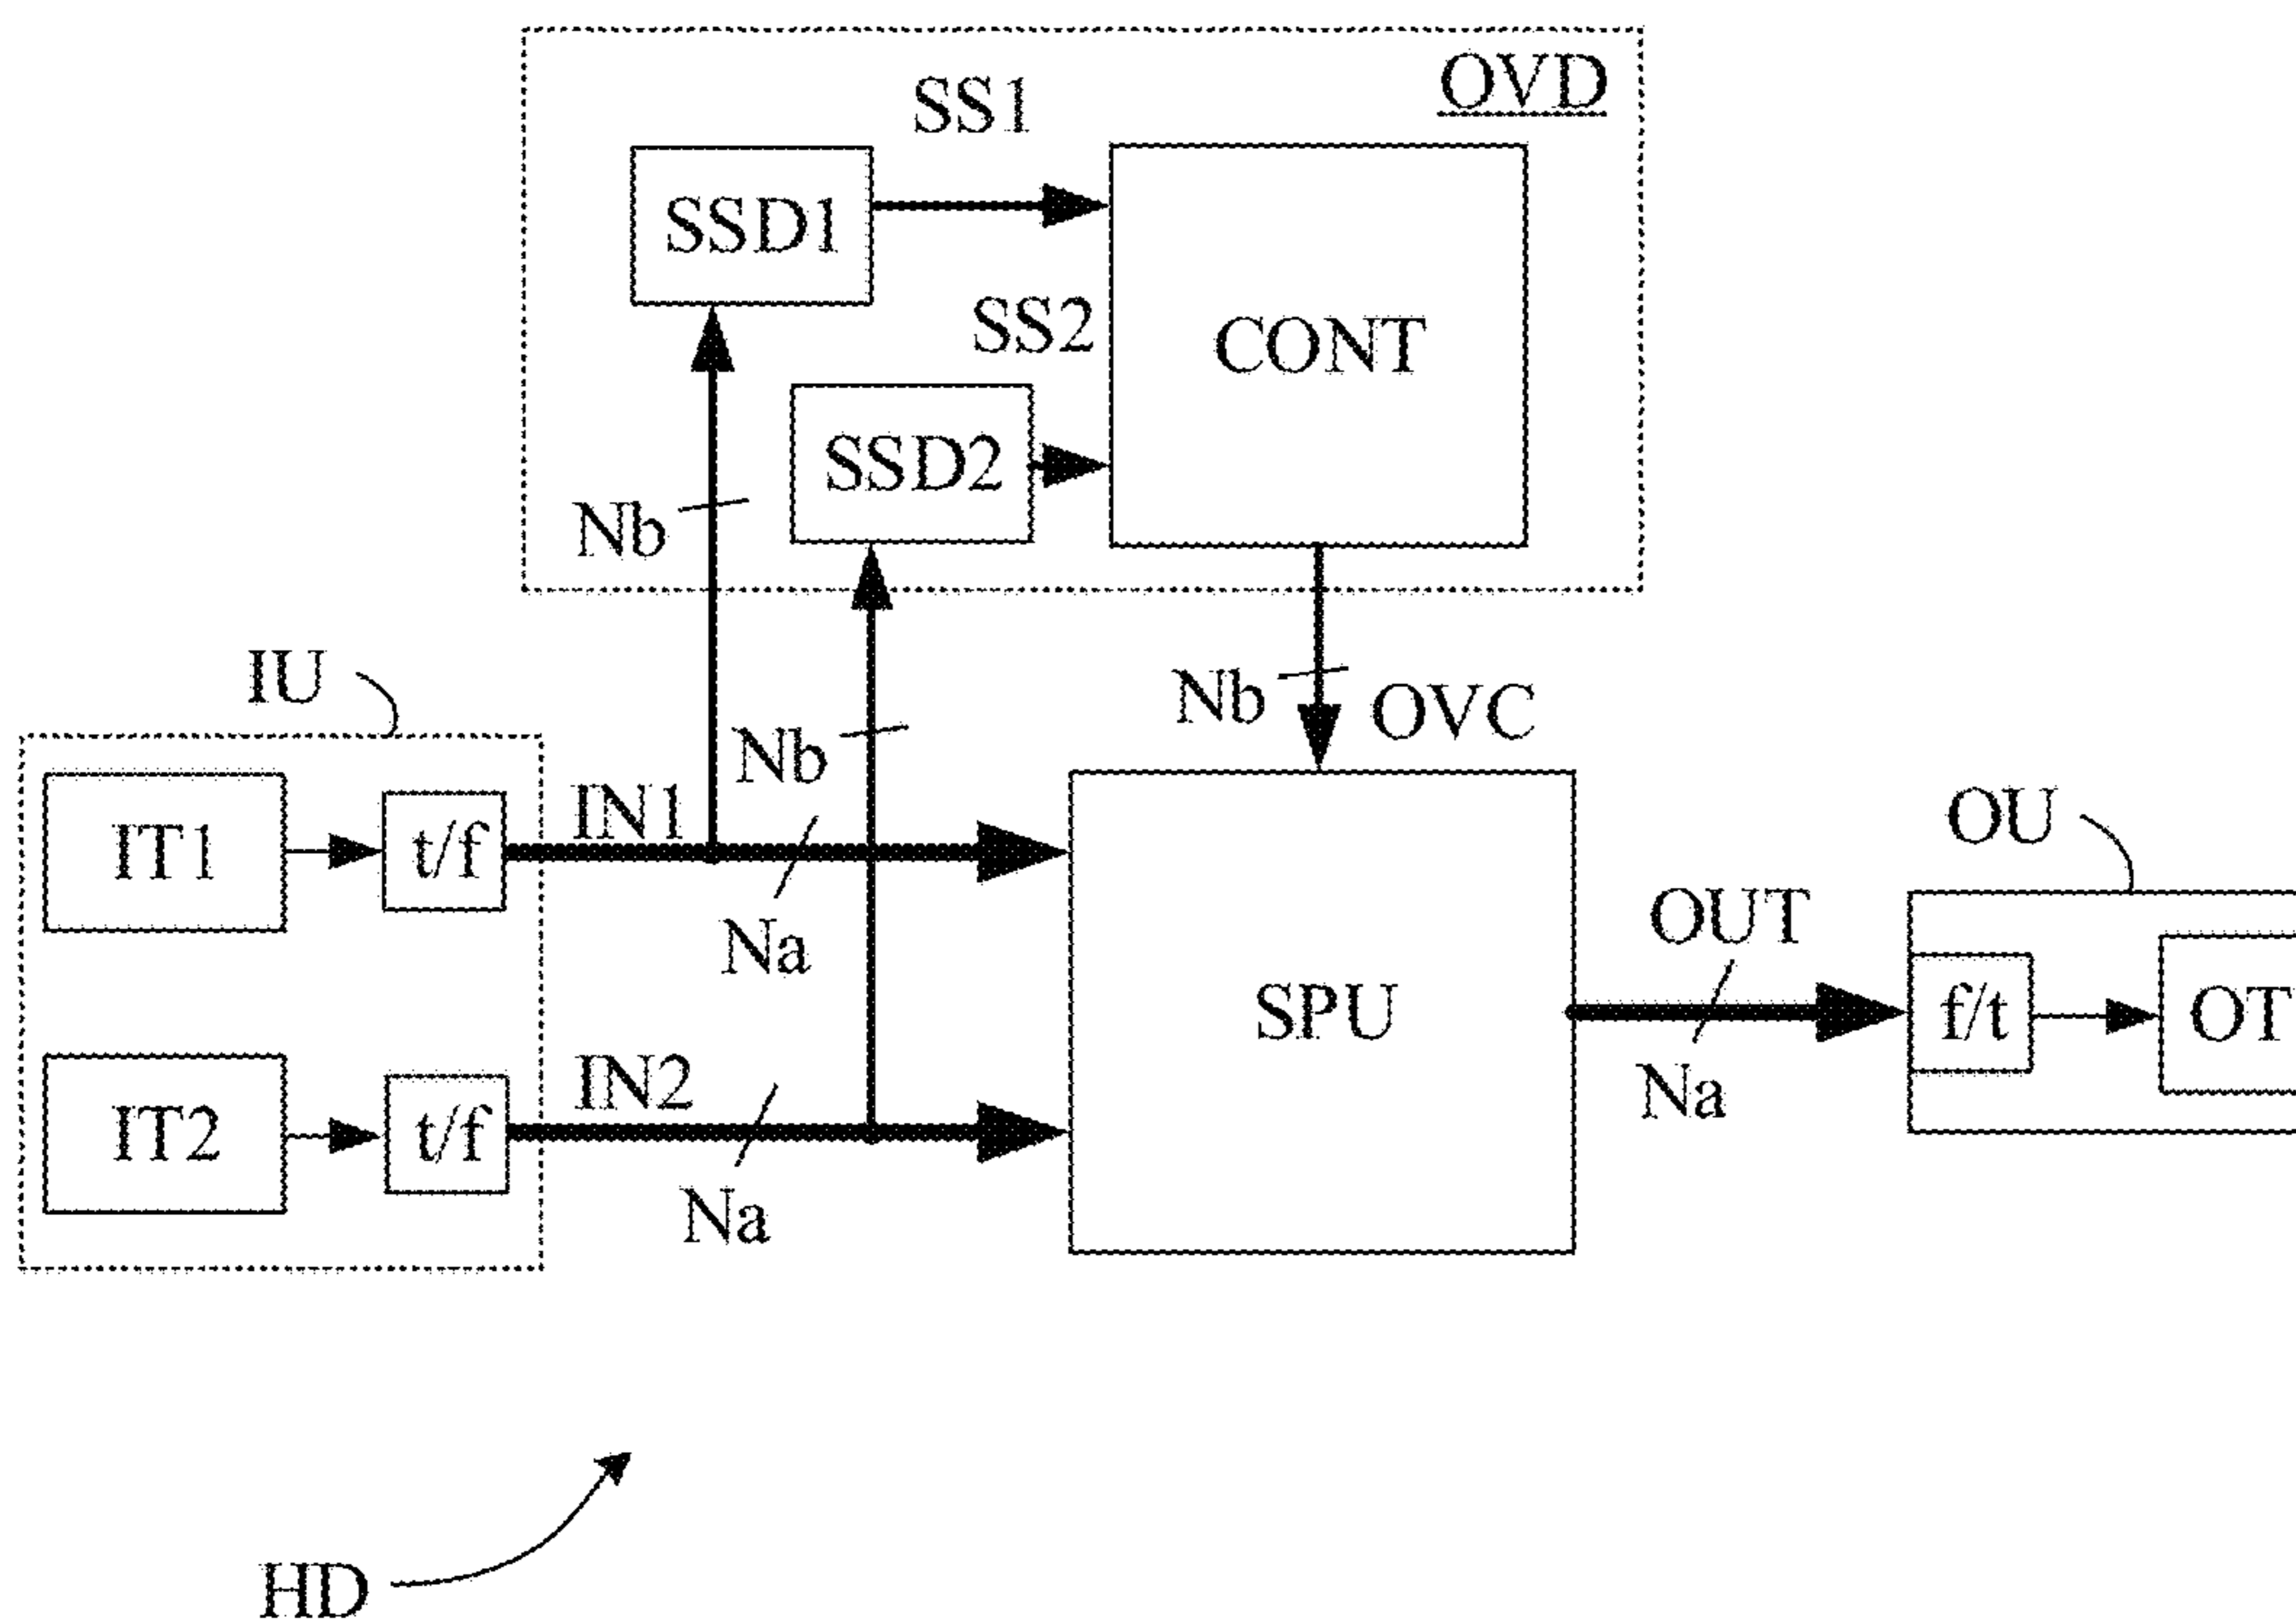 OVD
SS1
SSD1
SS2
CONT
SSD2
Nb
IU
Nb
Nb
OVC
IT1
t/f
IN1
Na
OU
OUT
SPU
f/t
OT
Na
IT2
t/f
IN2
Na
HD